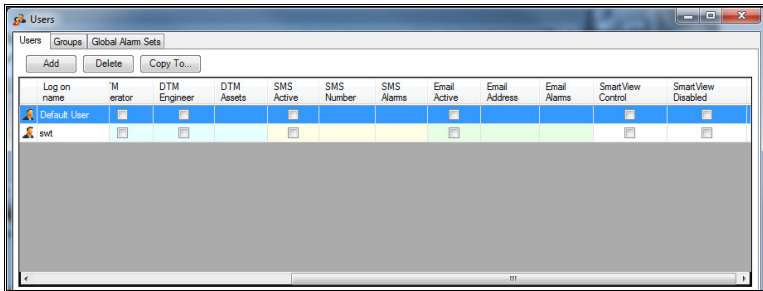 Users
Users Groups Global Alarm Sets
Add Delete Copy To...
Log on name 'M erator DTM Engineer DTM Assets SMS Active SMS Number SMS Alarms Email Active Email Address Email Alarms SmartView Control SmartView Disabled
Default User
swt